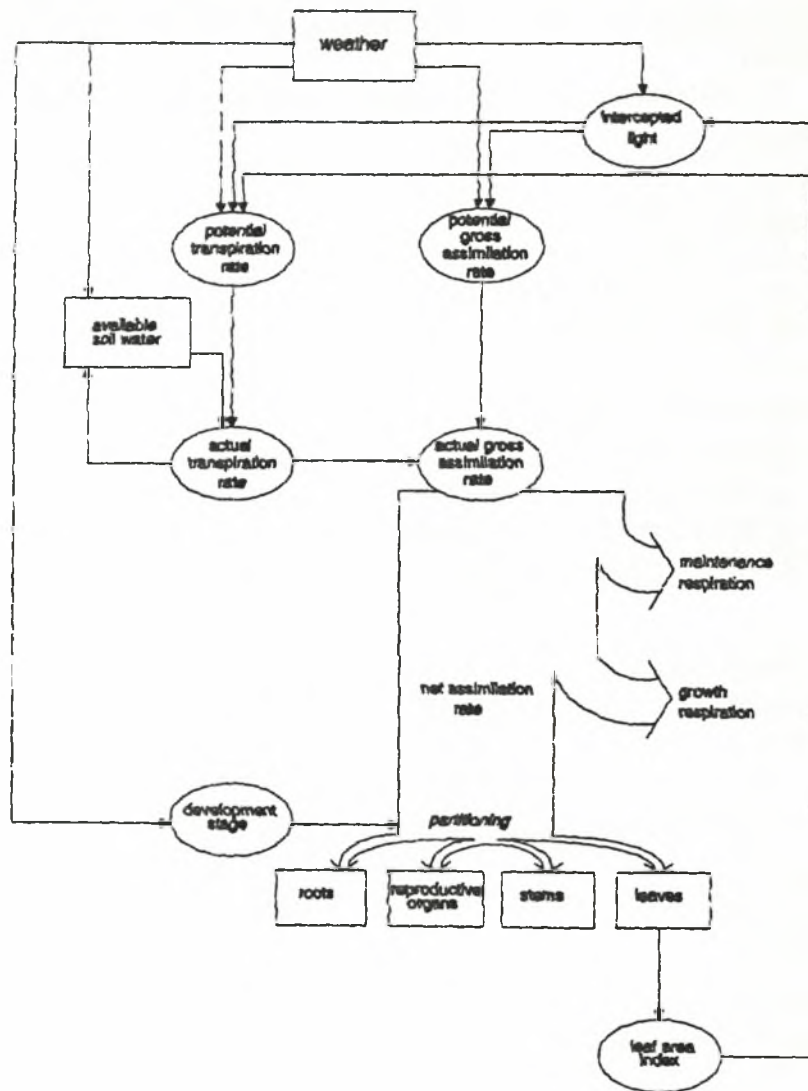 weather
intercepted
light
potential
transpiration
rate
potential
gross
assimilation
rate
available
soil water
actual
transpiration
rate
actual gross
assimilation
rate
maintenance
respiration
net assimilation
rate
growth
respiration
development
stage
partitioning
roots
reproductive
organs
stems
leaves
leaf area
index